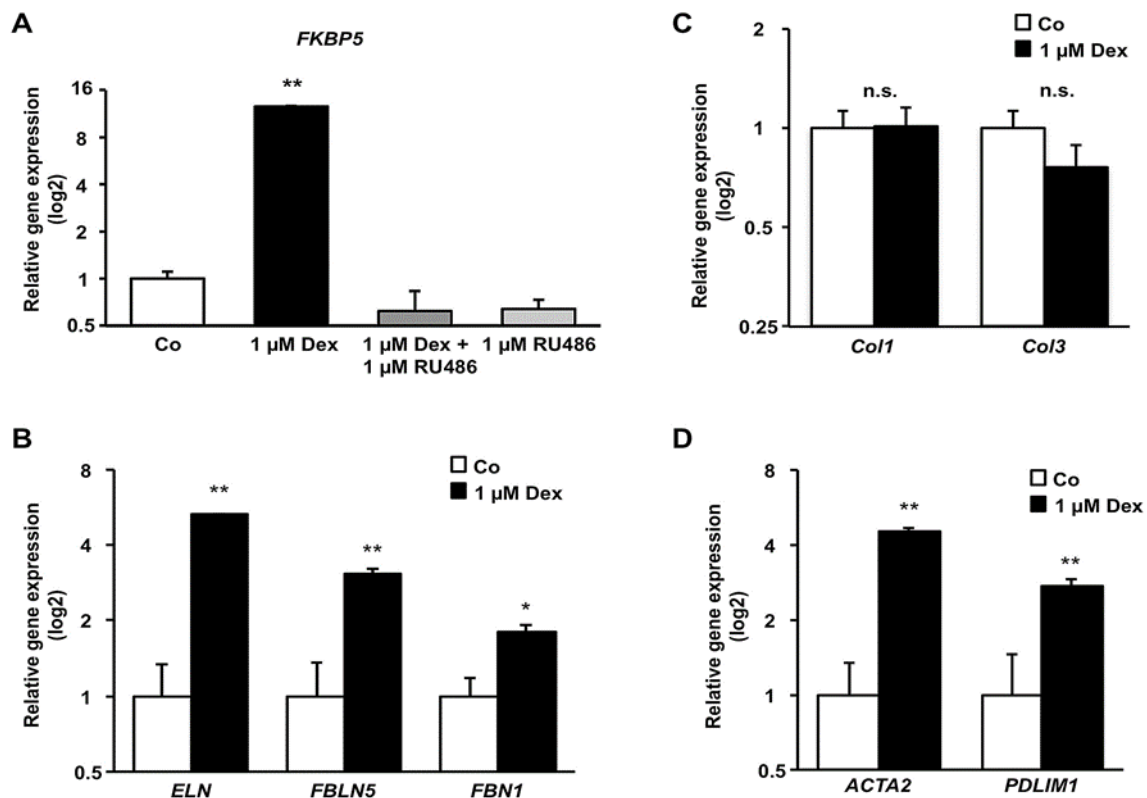 A
FKBP5
Relative gene expression
(log2)
16
8
4
2
1
0.5
**
Co
1 µM Dex
1 µM Dex +
1 µM RU486
1 µM RU486
C
Co
1 µM Dex
Relative gene expression
(log2)
2
1
0.5
0.25
n.s.
n.s.
Col1
Col3
B
Co
1 µM Dex
Relative gene expression
(log2)
8
4
2
1
0.5
**
**
*
ELN
FBLN5
FBN1
D
Co
1 µM Dex
Relative gene expression
(log2)
8
4
2
1
0.5
**
**
ACTA2
PDLIM1